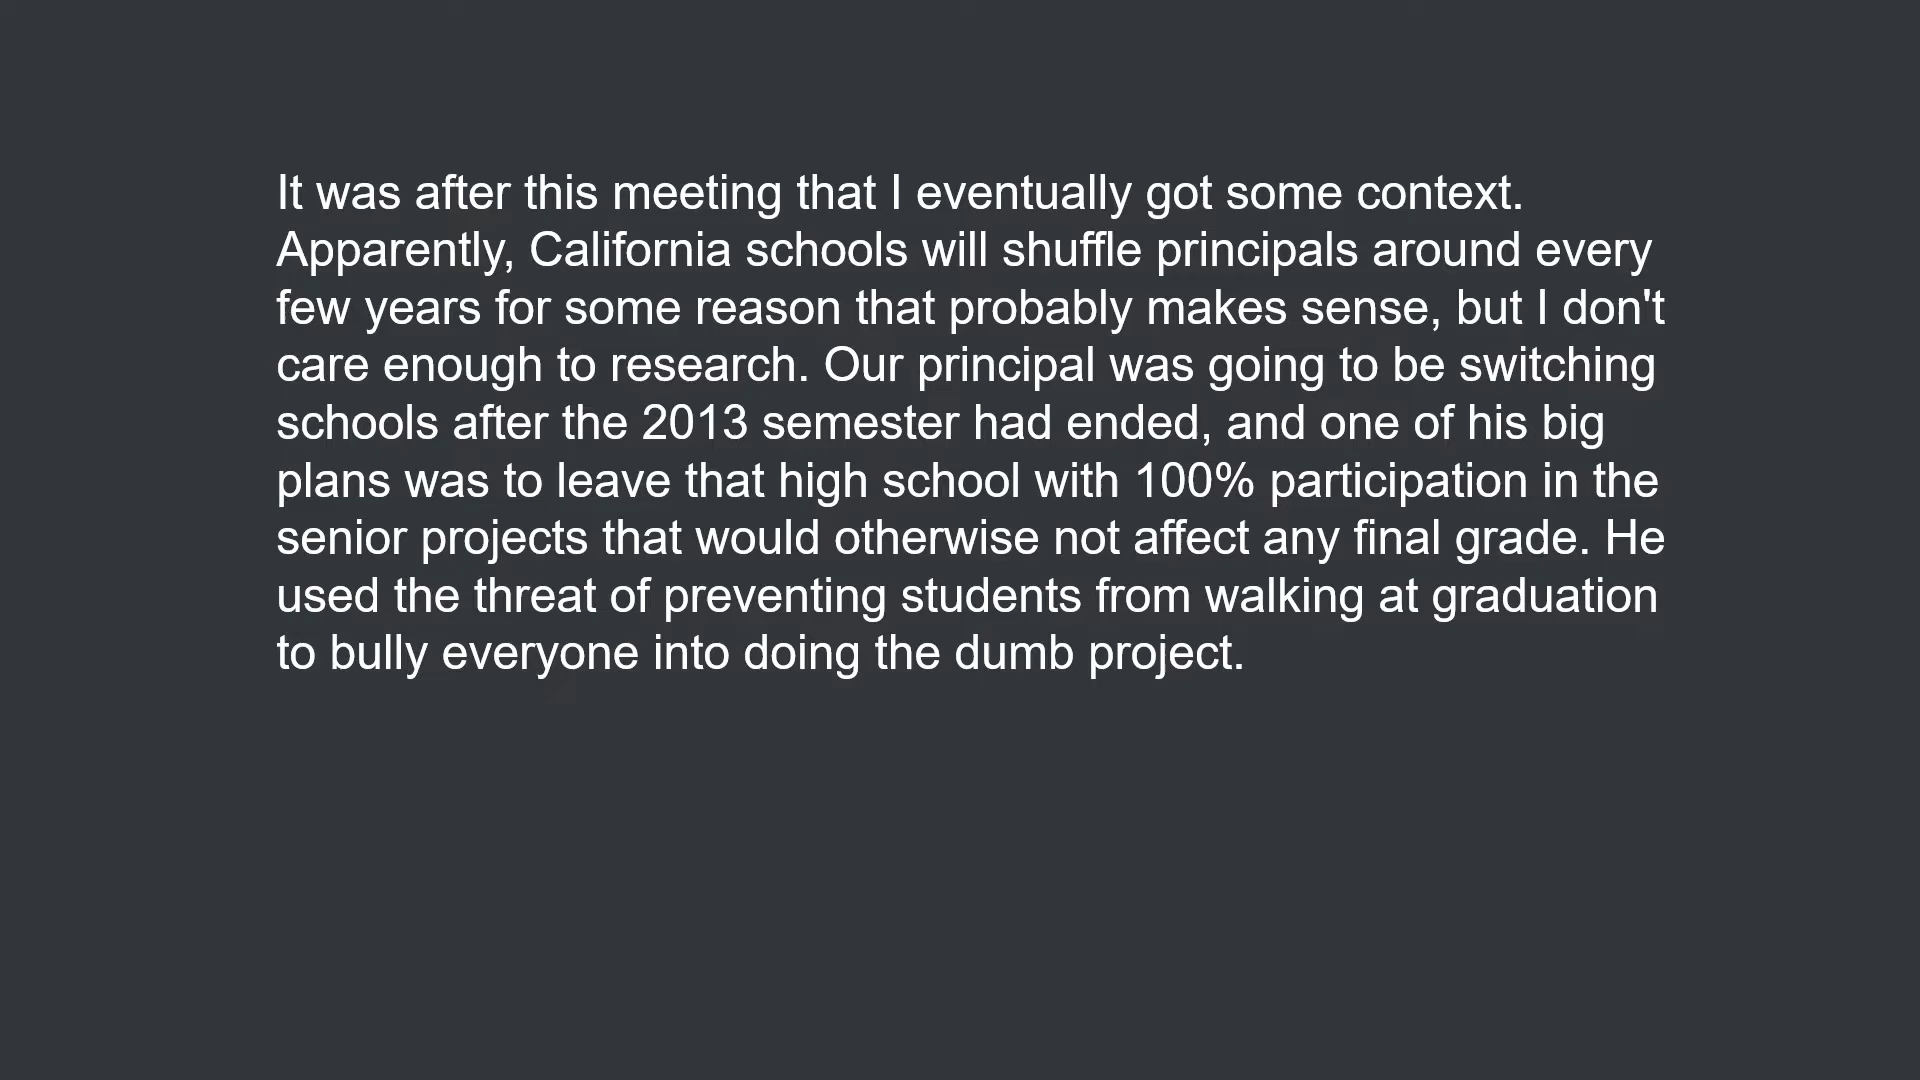 It was after this meeting that I eventually got some context.
Apparently, California schools will shuffle principals around every
few years for some reason that probably makes sense, but I don't
care enough to research. Our principal was going to be switching
schools after the 2013 semester had ended, and one of his big
plans was to leave that high school with 100% participation in the
senior projects that would otherwise not affect any final grade. He
used the threat of preventing students from walking at graduation
to bully everyone into doing the dumb project.